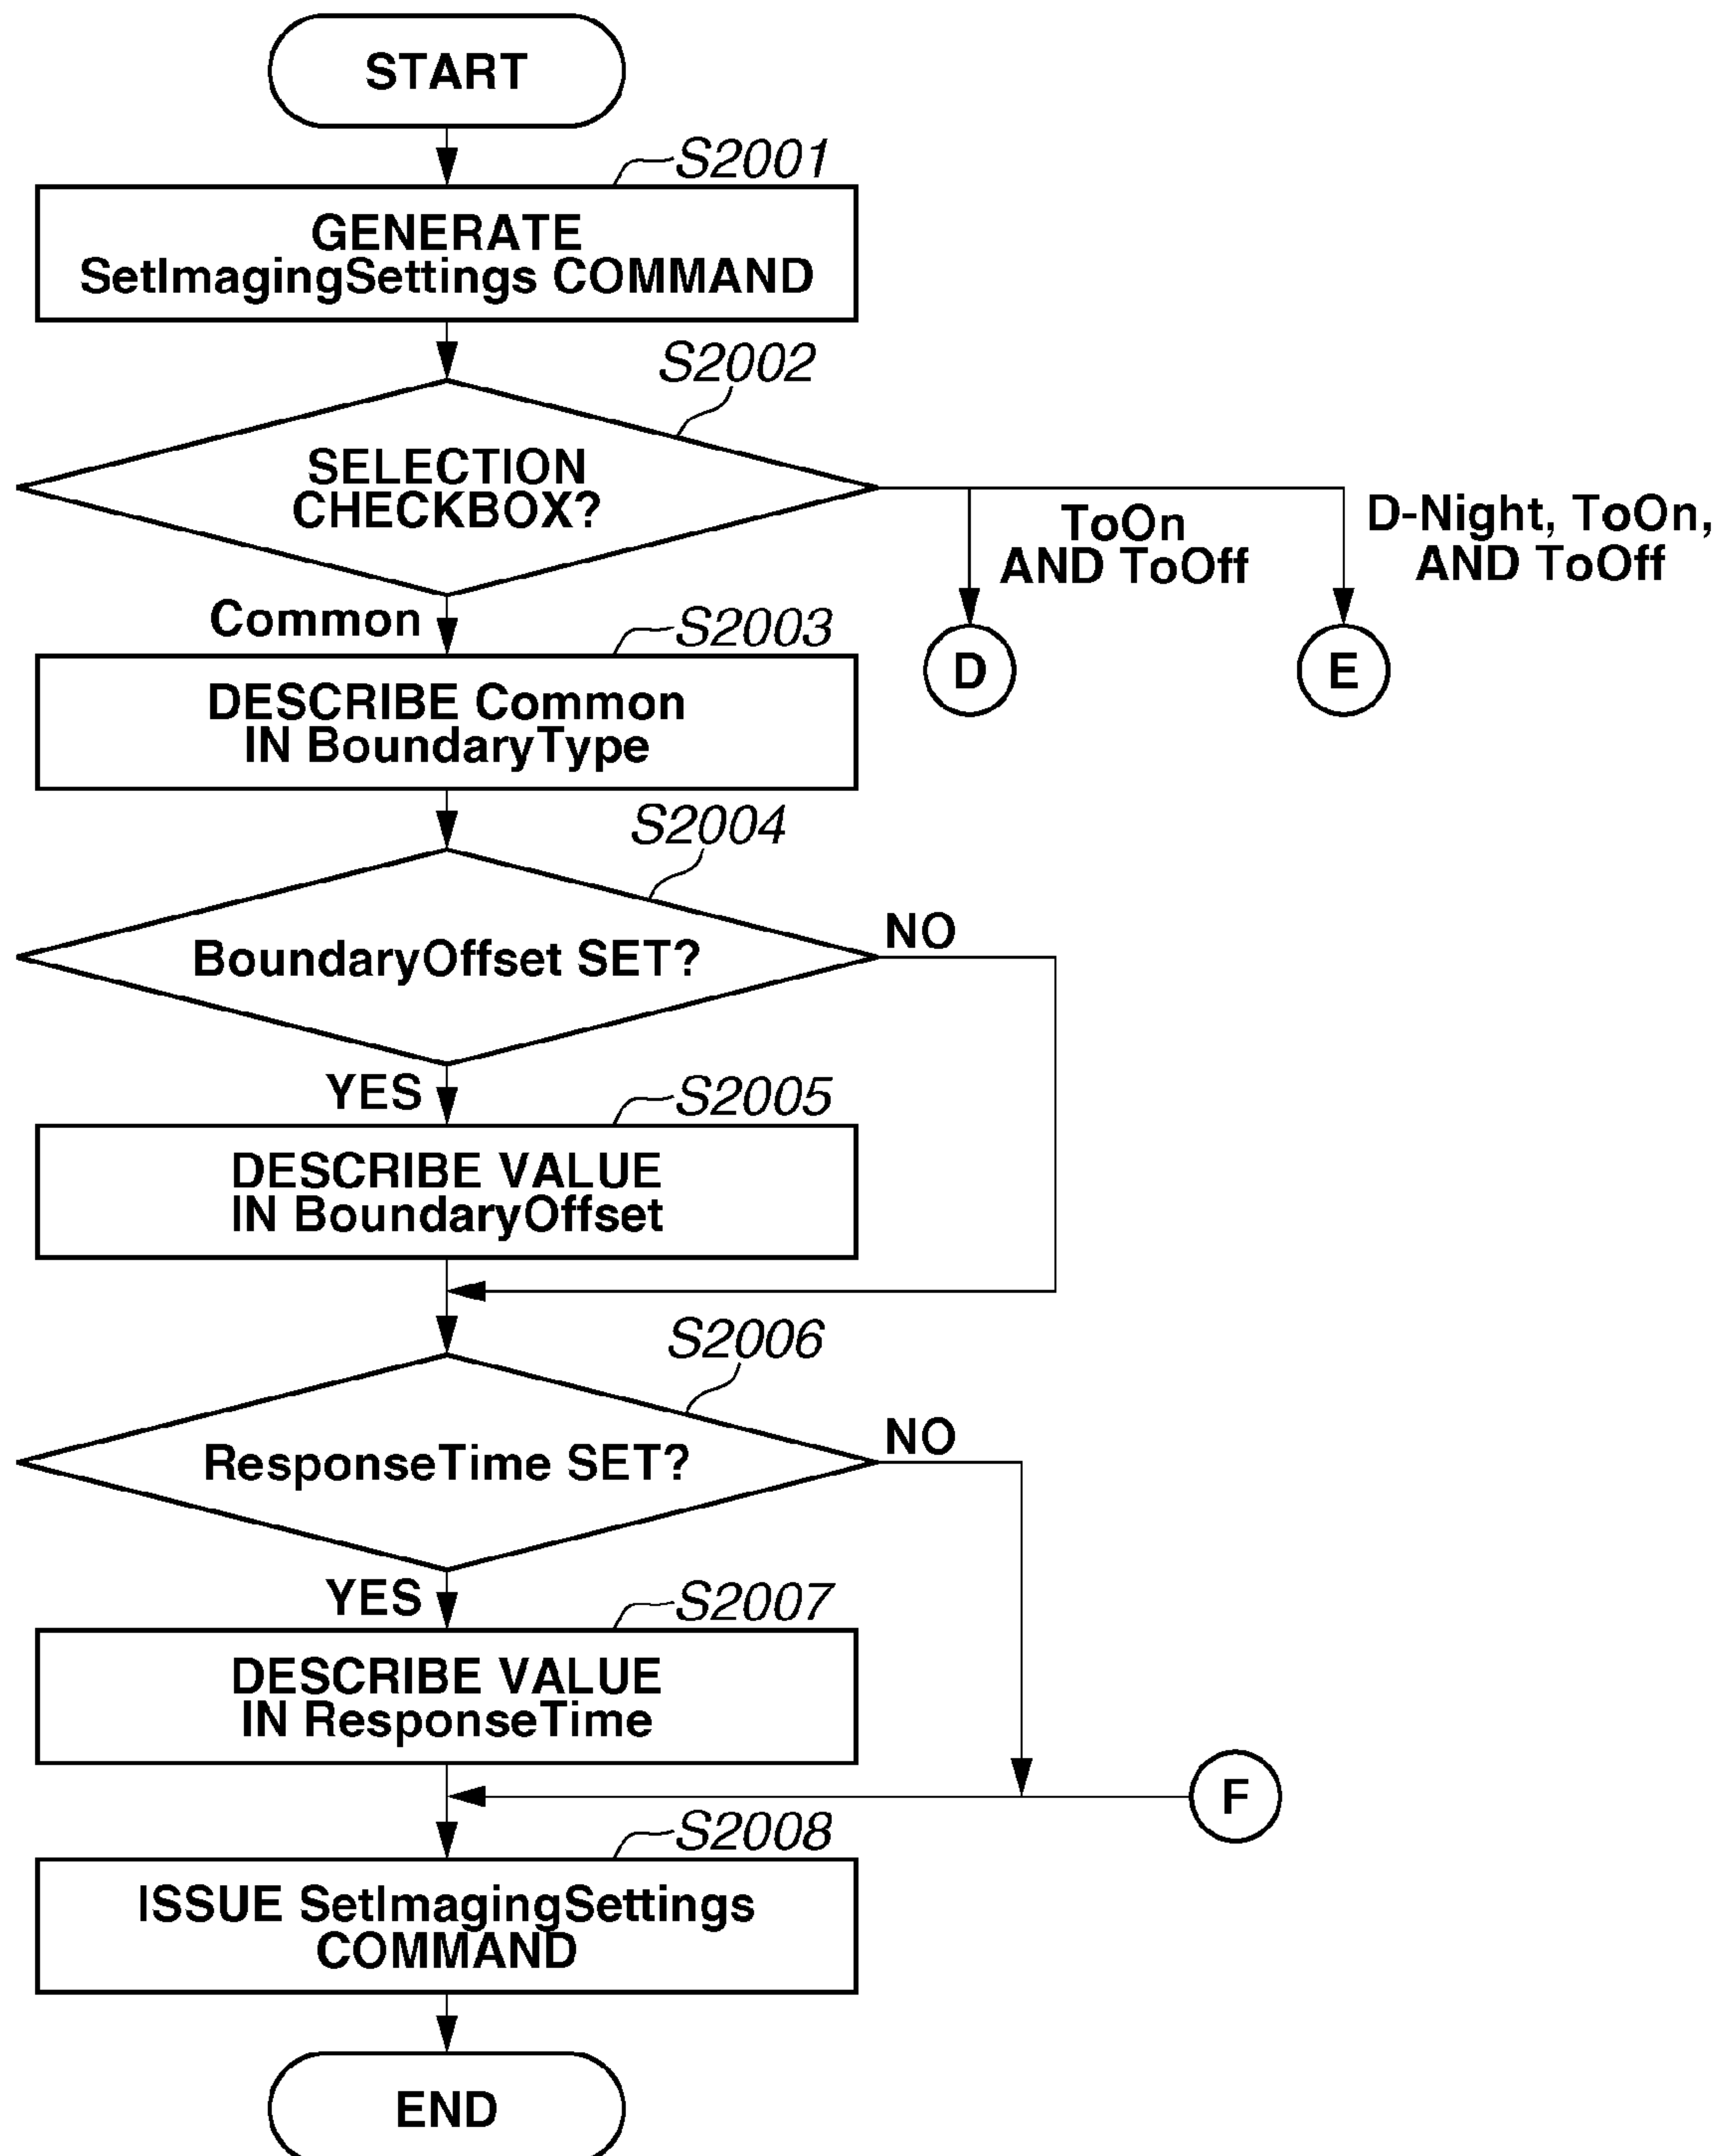 START
S2001
GENERATE
SetImagingSettings COMMAND
S2002
SELECTION
CHECKBOX?
ToOn
AND ToOff
D-Night, ToOn,
AND ToOff
Common
D
E
S2003
DESCRIBE Common
IN BoundaryType
S2004
BoundaryOffset SET?
NO
YES
S2005
DESCRIBE VALUE
IN BoundaryOffset
S2006
ResponseTime SET?
NO
YES
S2007
DESCRIBE VALUE
IN ResponseTime
F
S2008
ISSUE SetImagingSettings
COMMAND
END